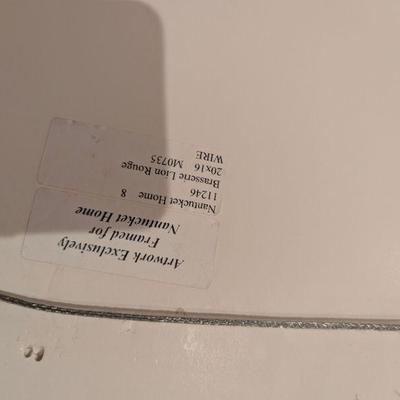 Artwork Exclusively
Framed for
Nantucket Home
Nantucket Home 8
11246
Brasserie Lion Rouge
20x16 M0735
WIRE